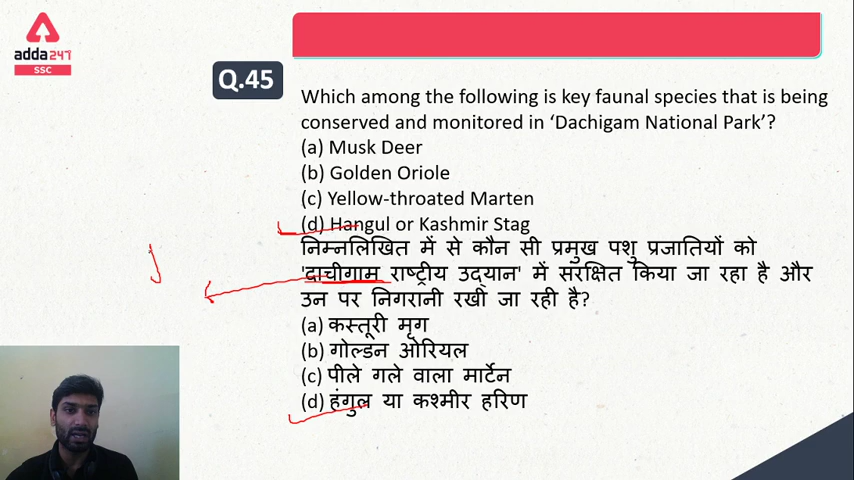 adda247
SSC
Q.45
Which among the following is key faunal species that is being
conserved and monitored in ‘Dachigam National Park’?
(a) Musk Deer
(b) Golden Oriole
(c) Yellow-throated Marten
(d) Hangul or Kashmir Stag
निम्नलिखित में से कौन सी प्रमुख पशु प्रजातियों को
'दाचीगाम राष्ट्रीय उद्यान' में संरक्षित किया जा रहा है और
उन पर निगरानी रखी जा रही है?
(a) कस्तूरी मृग
(b) गोल्डन ओरियल
(c) पीले गले वाला मार्टेन
(d) हंगुल या कश्मीर हरिण